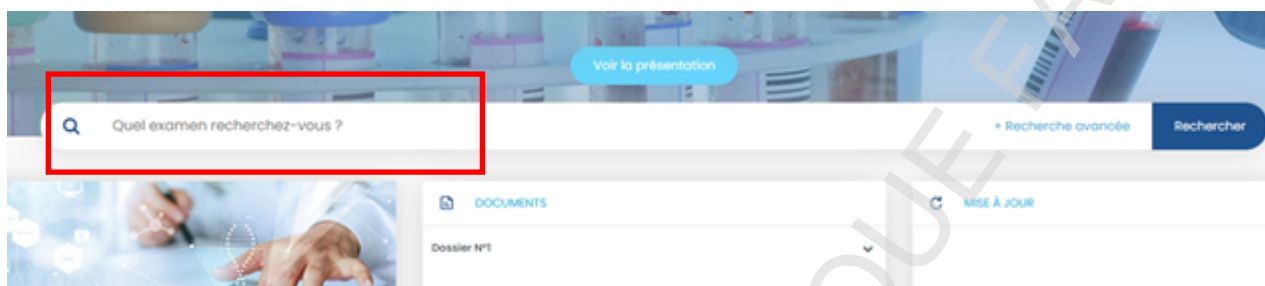 Voir la présentation
Quel examen recherchez-vous ?
+ Recherche avancée
Rechercher
DOCUMENTS
MISE À JOUR
Dossier N°1